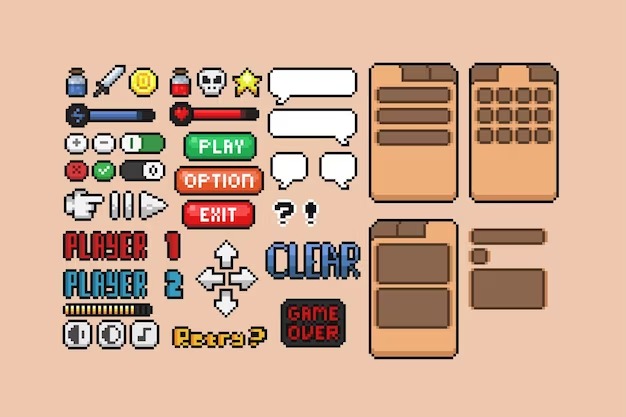 PLAY
OPTION
EXIT
? !
PLAYER 1
PLAYER 2
CLEAR
Retry?
GAME
OVER